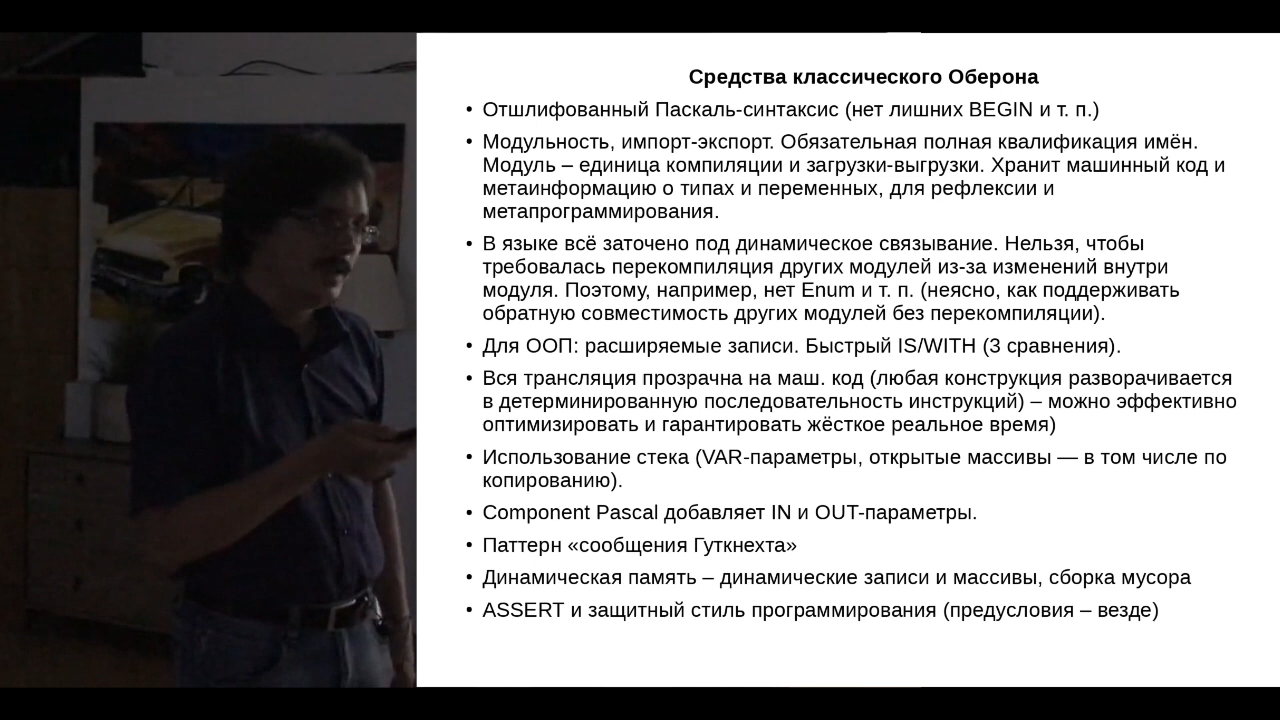 Средства классического Оберона
• Отшлифованный Паскаль-синтаксис (нет лишних BEGIN и т. п.)
• Модульность, импорт-экспорт. Обязательная полная квалификация имён.
Модуль – единица компиляции и загрузки-выгрузки. Хранит машинный код и
метаинформацию о типах и переменных, для рефлексии и
метапрограммирования.
• В языке всё заточено под динамическое связывание. Нельзя, чтобы
требовалась перекомпиляция других модулей из-за изменений внутри
модуля. Поэтому, например, нет Enum и т. п. (неясно, как поддерживать
обратную совместимость других модулей без перекомпиляции).
• Для ООП: расширяемые записи. Быстрый IS/WITH (3 сравнения).
• Вся трансляция прозрачна на маш. код (любая конструкция разворачивается
в детерминированную последовательность инструкций) – можно эффективно
оптимизировать и гарантировать жёсткое реальное время)
• Использование стека (VAR-параметры, открытые массивы — в том числе по
копированию).
• Component Pascal добавляет IN и OUT-параметры.
• Паттерн «сообщения Гуткнехта»
• Динамическая память – динамические записи и массивы, сборка мусора
• ASSERT и защитный стиль программирования (предусловия – везде)